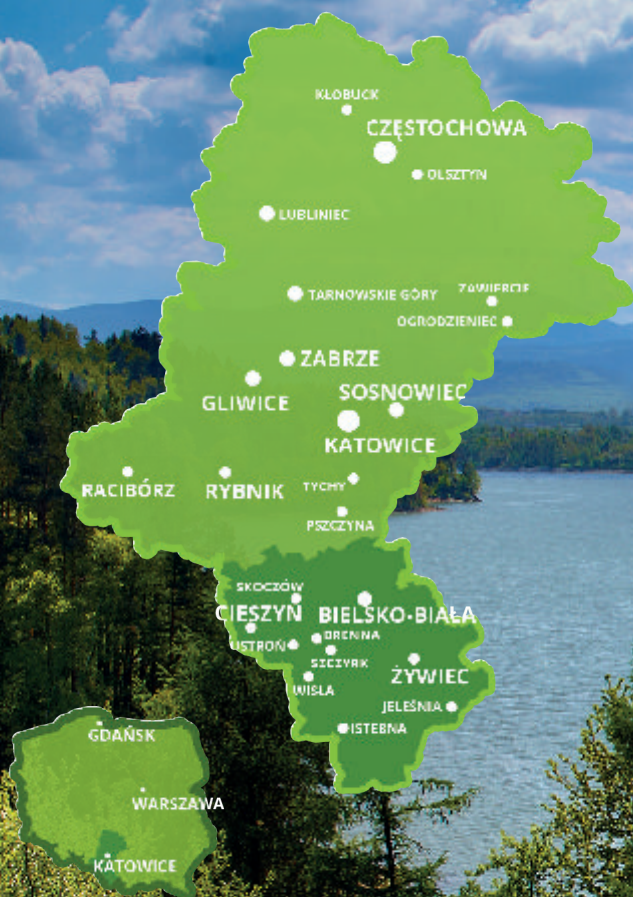 KŁOBUCK
CZĘSTOCHOWA
OLSZTYN
LUBLINIEC
TARNOWSKIE GÓRY
ZAWIERCIE
OGRODZIENIEC
ZABRZE
GLIWICE
SOSNOWIEC
KATOWICE
RACIBÓRZ
RYBNIK
TYCHY
PSZCZYNA
SKOCZÓW
CIESZYN
BIELSKO-BIAŁA
BRENNA
USTROŃ
SZCZYRK
ŻYWIEC
WISŁA
JELEŚNIA
ISTEBNA
GDAŃSK
WARSZAWA
KATOWICE